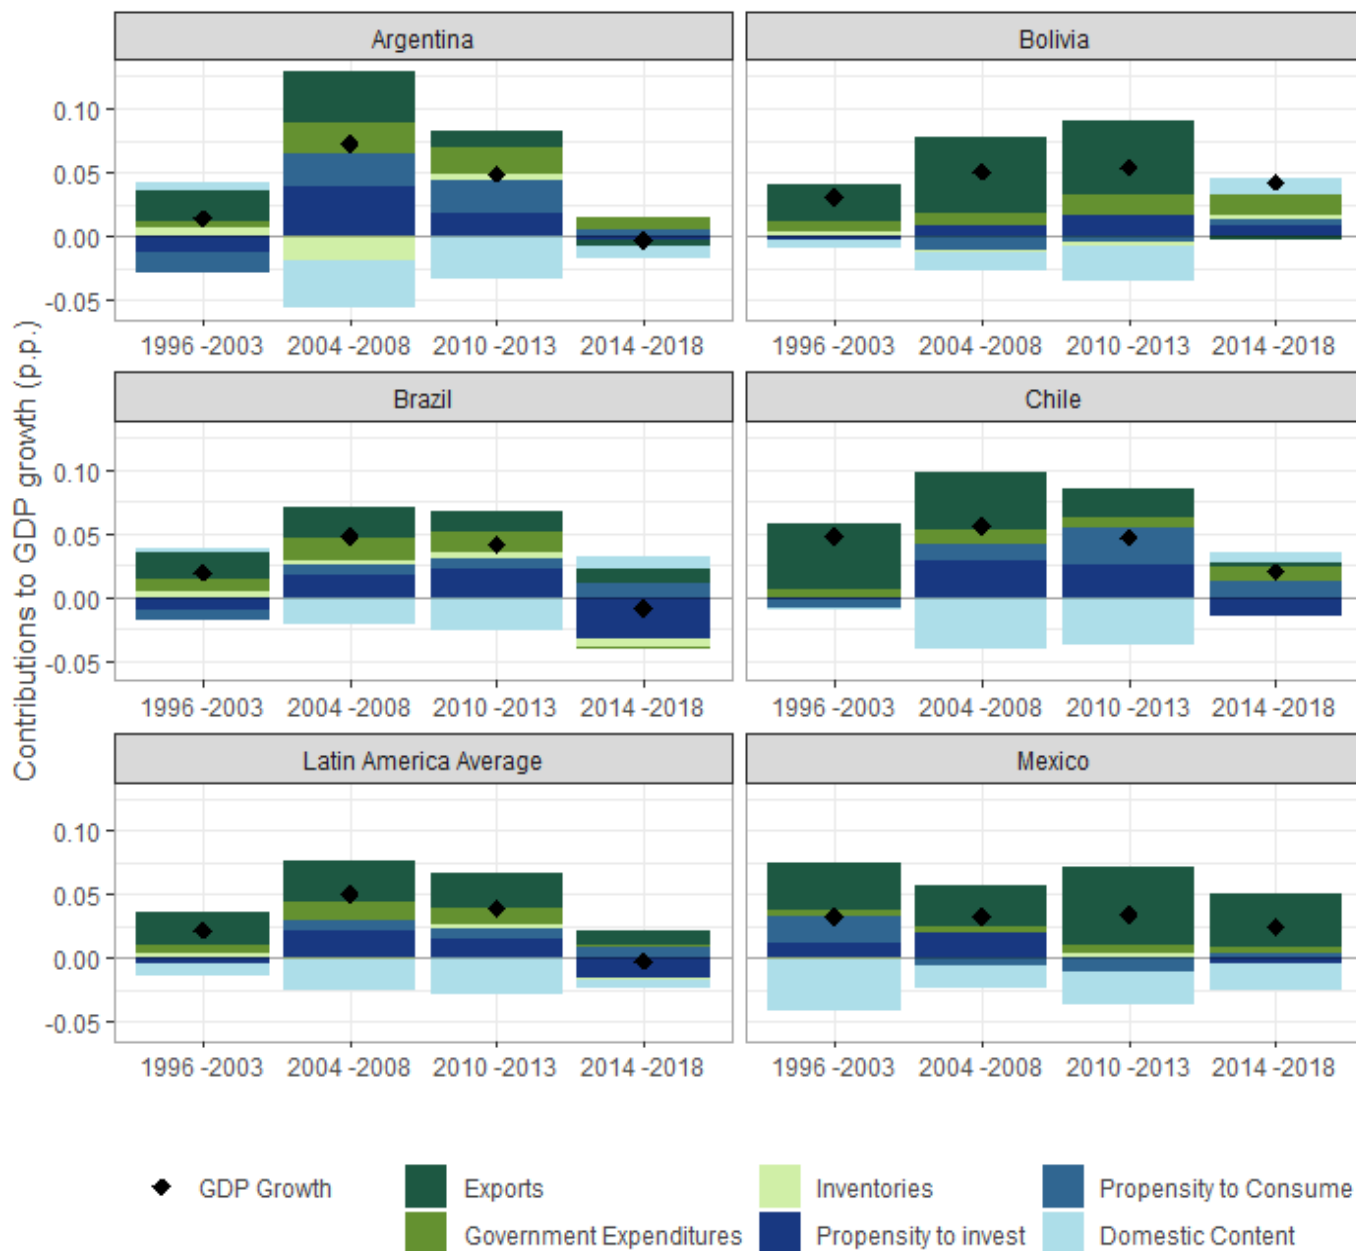 Contributions to GDP growth (p.p.)
Argentina
Bolivia
0.10
0.05
0.00
-0.05
1996 -2003 2004 -2008 2010 -2013 2014 -2018
1996 -2003 2004 -2008 2010 -2013 2014 -2018
Brazil
Chile
0.10
0.05
0.00
-0.05
1996 -2003 2004 -2008 2010 -2013 2014 -2018
1996 -2003 2004 -2008 2010 -2013 2014 -2018
Latin America Average
Mexico
0.10
0.05
0.00
-0.05
1996 -2003 2004 -2008 2010 -2013 2014 -2018
1996 -2003 2004 -2008 2010 -2013 2014 -2018
GDP Growth
Exports
Inventories
Propensity to Consume
Government Expenditures
Propensity to invest
Domestic Content